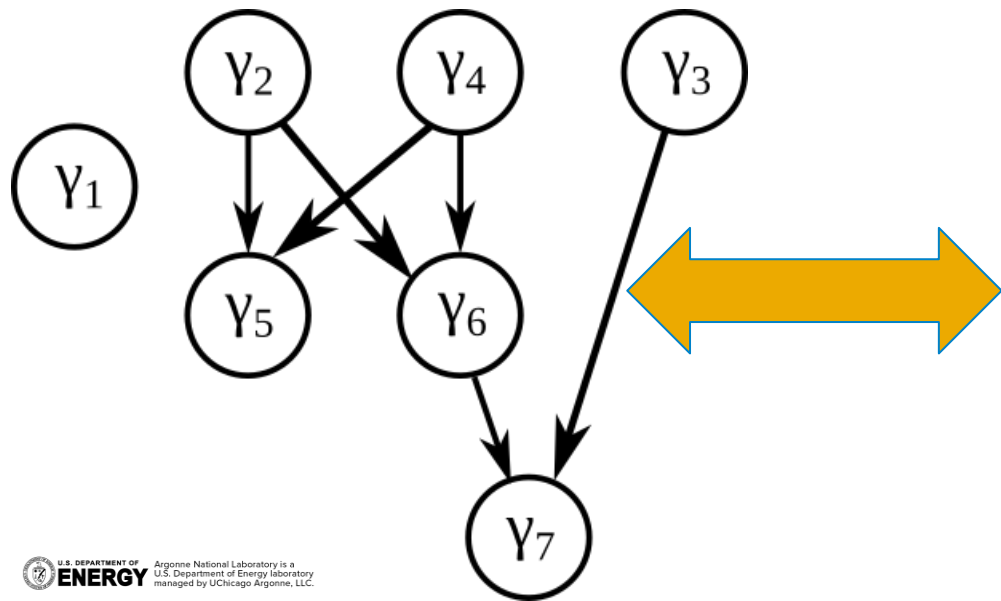 γ2
γ4
γ3
γ1
γ5
γ6
γ7
U.S. DEPARTMENT OF
ENERGY
Argonne National Laboratory is a
U.S. Department of Energy laboratory
managed by UChicago Argonne, LLC.